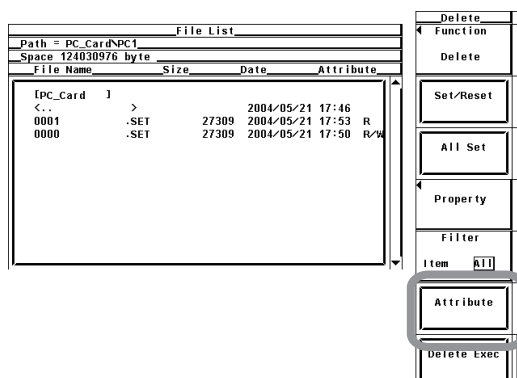 File List
Path = PC_Card\PC1
Space 124030976 byte
File Name Size Date Attribute
[PC_Card ]
<.. > 2004/05/21 17:46
0001 .SET 27309 2004/05/21 17:53 R
0000 .SET 27309 2004/05/21 17:50 R/W
Delete
Function
Delete
Set/Reset
All Set
Property
Filter
Item All
Attribute
Delete Exec